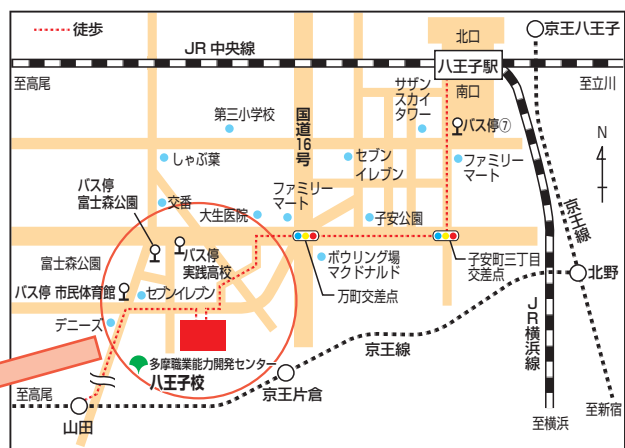 徒歩
JR中央線
至高尾
北口
八王子駅
南口
京王八王子
至立川
サザン
スカイ
タワー
バス停⑦
N
第三小学校
国道16号
しゃぶ葉
セブン
イレブン
ファミリー
マート
バス停
富士森公園
交番
大生医院
ファミリー
マート
子安公園
京王線
富士森公園
バス停
実践高校
ボウリング場
マクドナルド
万町交差点
子安町三丁目
交差点
北野
バス停 市民体育館
セブンイレブン
デニーズ
多摩職業能力開発センター
八王子校
京王線
JR横浜線
京王片倉
至高尾
山田
至横浜
至新宿